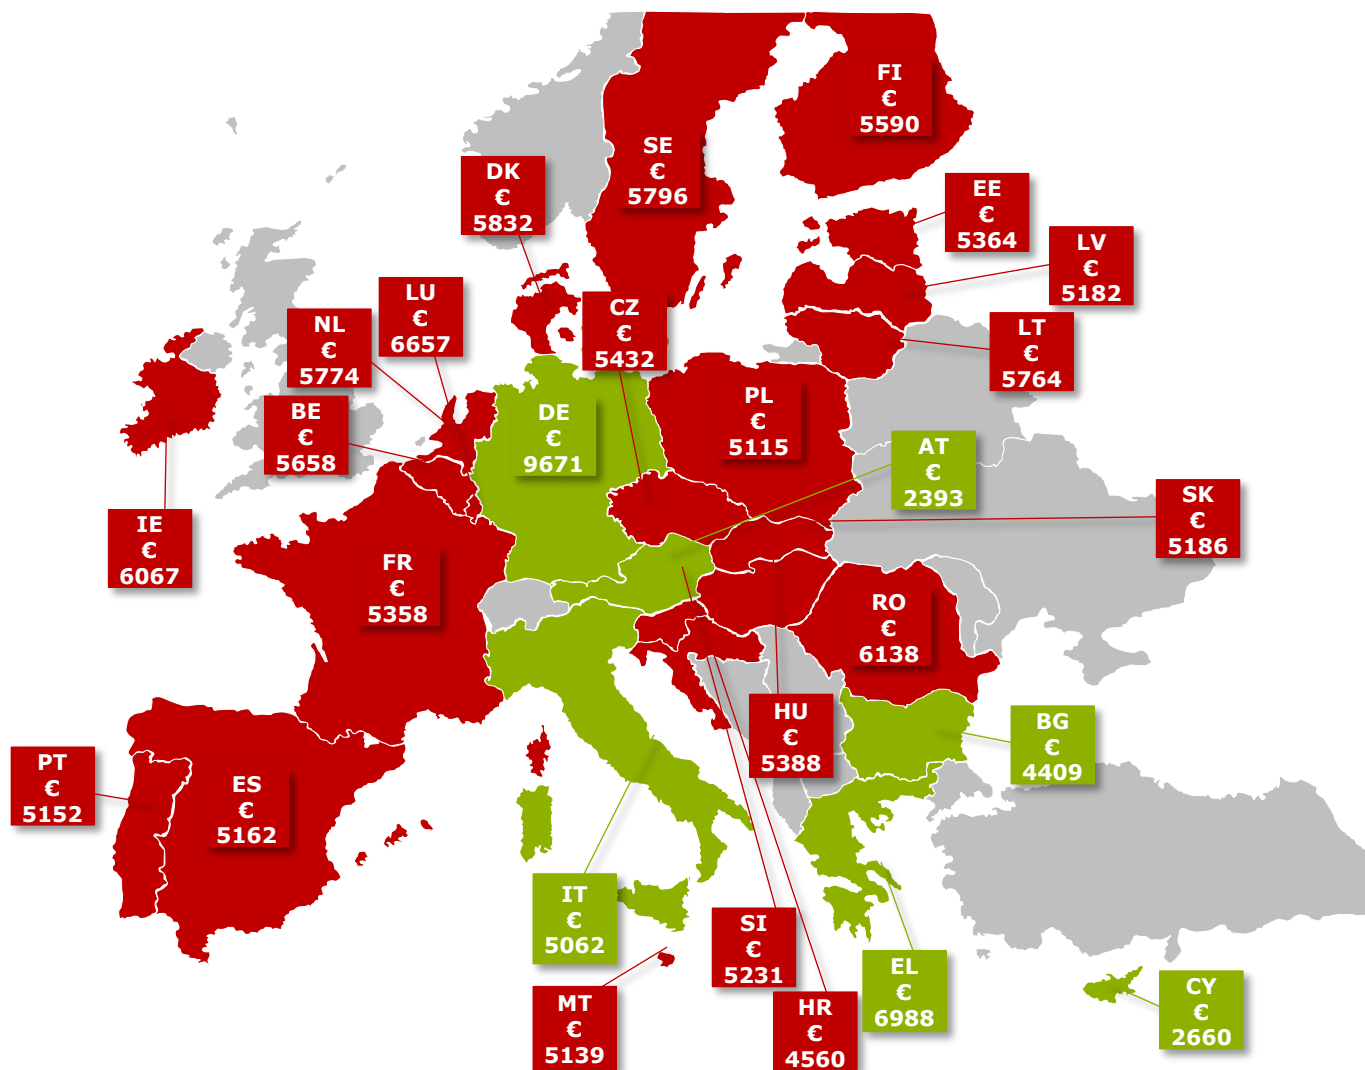 FI
€
5590
SE
€
5796
DK
€
5832
EE
€
5364
LV
€
5182
LU
€
6657
CZ
€
5432
NL
€
5774
LT
€
5764
BE
€
5658
DE
€
9671
PL
€
5115
AT
€
2393
SK
€
5186
IE
€
6067
FR
€
5358
RO
€
6138
HU
€
5388
BG
€
4409
PT
€
5152
ES
€
5162
IT
€
5062
SI
€
5231
EL
€
6988
CY
€
2660
MT
€
5139
HR
€
4560